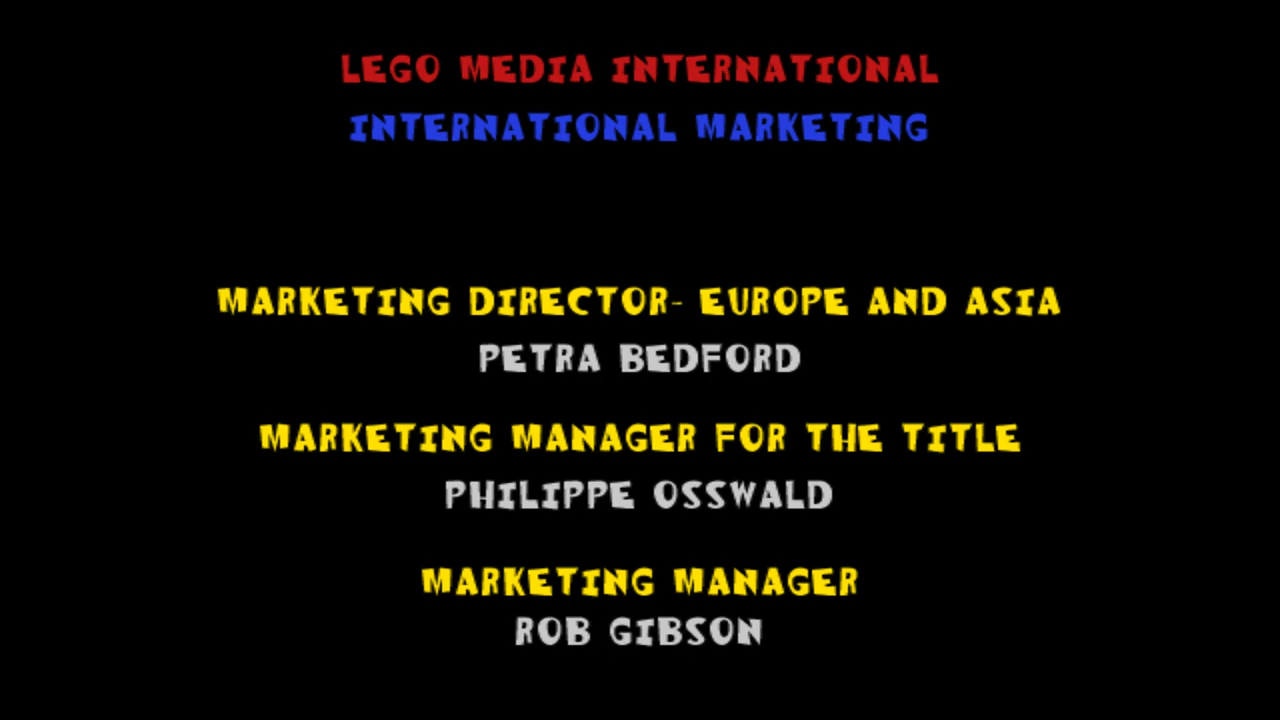 LEGO MEDIA INTERNATIONAL
INTERNATIONAL MARKETING
MARKETING DIRECTOR- EUROPE AND ASIA
PETRA BEDFORD
MARKETING MANAGER FOR THE TITLE
PHILIPPE OSSWALD
MARKETING MANAGER
ROB GIBSON